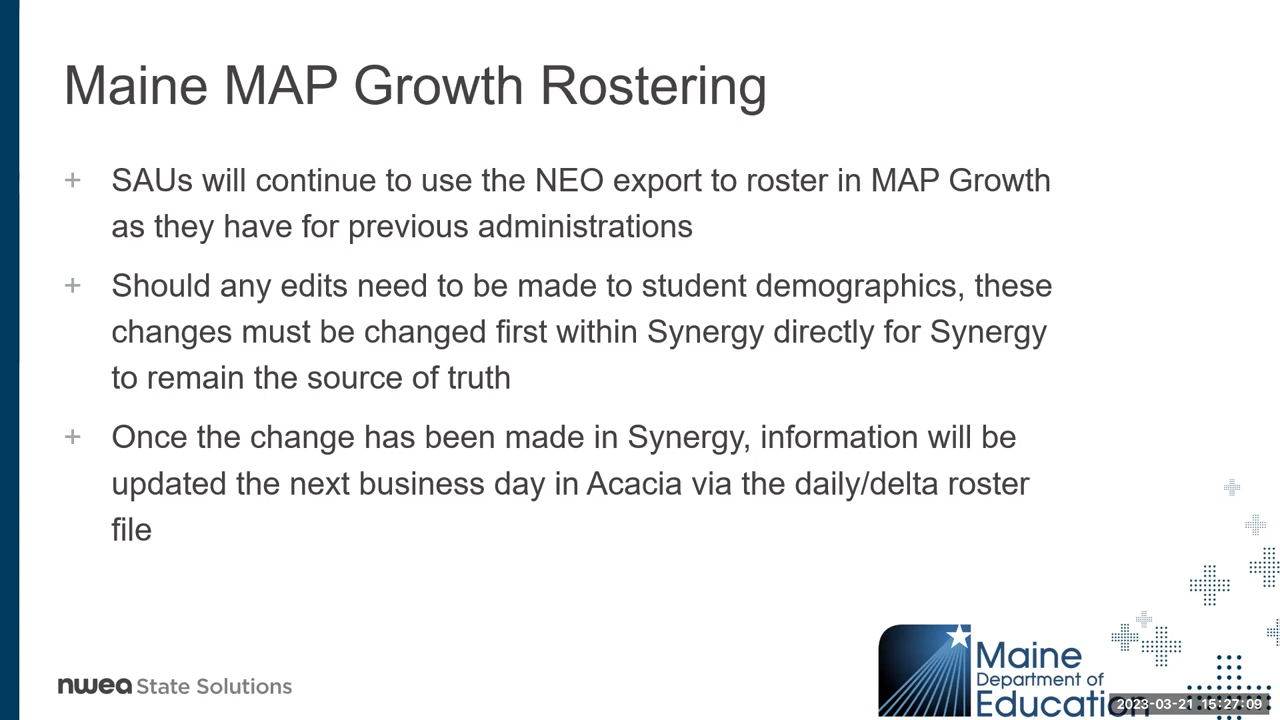 Maine MAP Growth Rostering
+ SAUs will continue to use the NEO export to roster in MAP Growth
as they have for previous administrations
+ Should any edits need to be made to student demographics, these
changes must be changed first within Synergy directly for Synergy
to remain the source of truth
+ Once the change has been made in Synergy, information will be
updated the next business day in Acacia via the daily/delta roster
file
nwea State Solutions
Maine
Department of
Education
2023-03-21 15:27:09